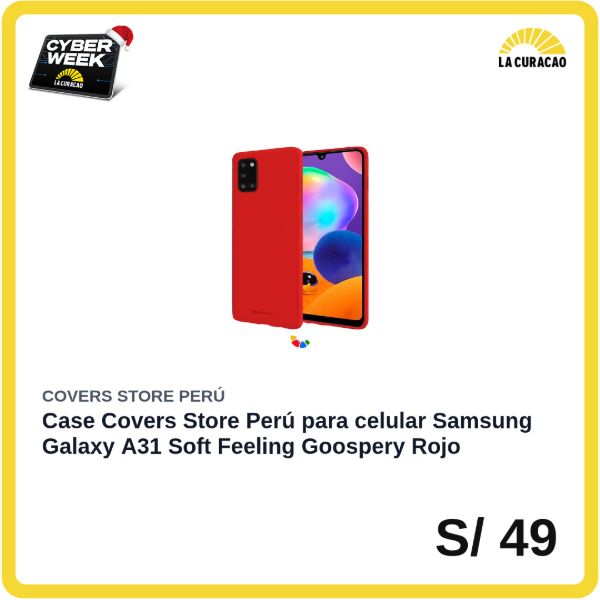 CYBER
WEEK
LA CURACAO
LA CURACAO
COVERS STORE PERÚ
Case Covers Store Perú para celular Samsung
Galaxy A31 Soft Feeling Goospery Rojo
S/ 49